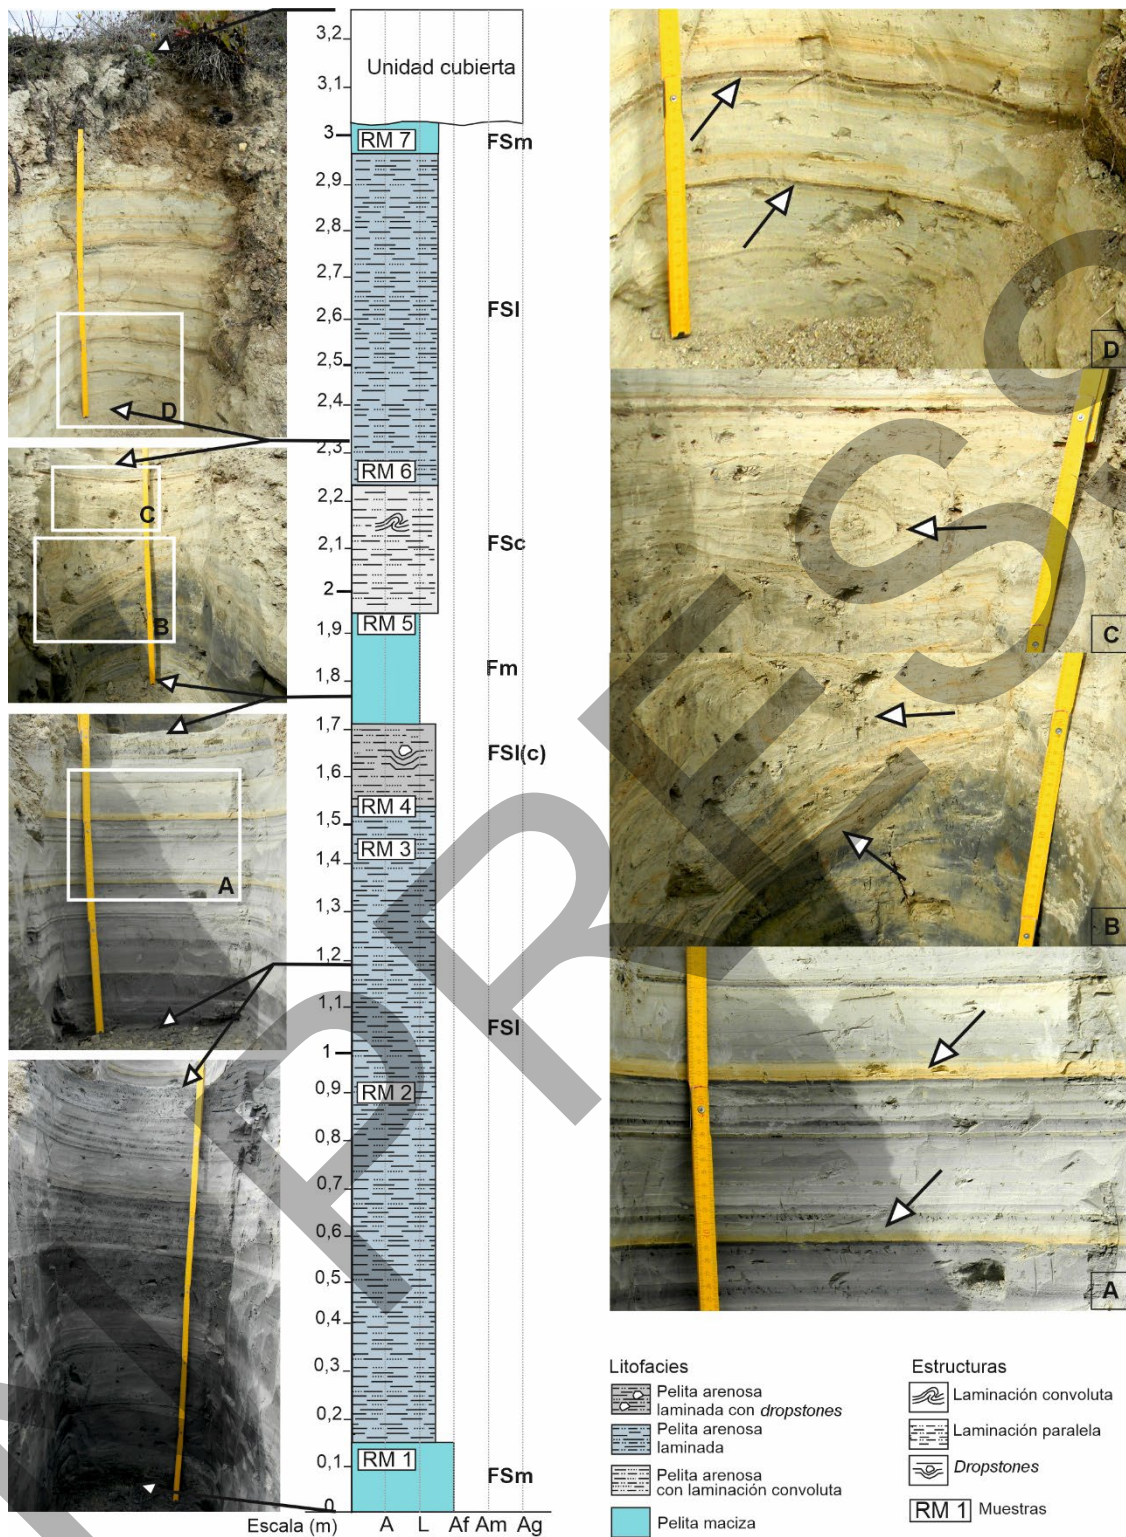 3,2
Unidad cubierta
3,1
3
RM 7
FSm
2,9
2,8
2,7
2,6
FSl
2,5
2,4
2,3
RM 6
2,2
2,1
FSc
2
1,9
RM 5
1,8
Fm
1,7
FSl(c)
1,6
RM 4
1,5
RM 3
1,4
1,3
1,2
1,1
FSl
1
0,9
RM 2
0,8
0,7
0,6
0,5
0,4
0,3
0,2
RM 1
0,1
FSm
0
Escala (m) A L Af Am Ag
D
C
B
A
D
C
B
A
Litofacies
Pelita arenosa
laminada con dropstones
Pelita arenosa
laminada
Pelita arenosa
con laminación convoluta
Pelita maciza
Estructuras
Laminación convoluta
Laminación paralela
Dropstones
RM 1 Muestras